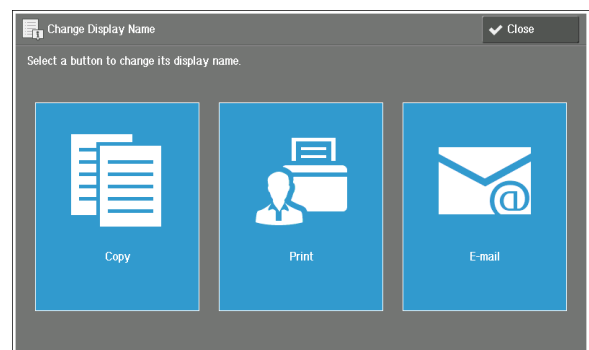 Change Display Name
Close
Select a button to change its display name.
Copy
Print
E-mail